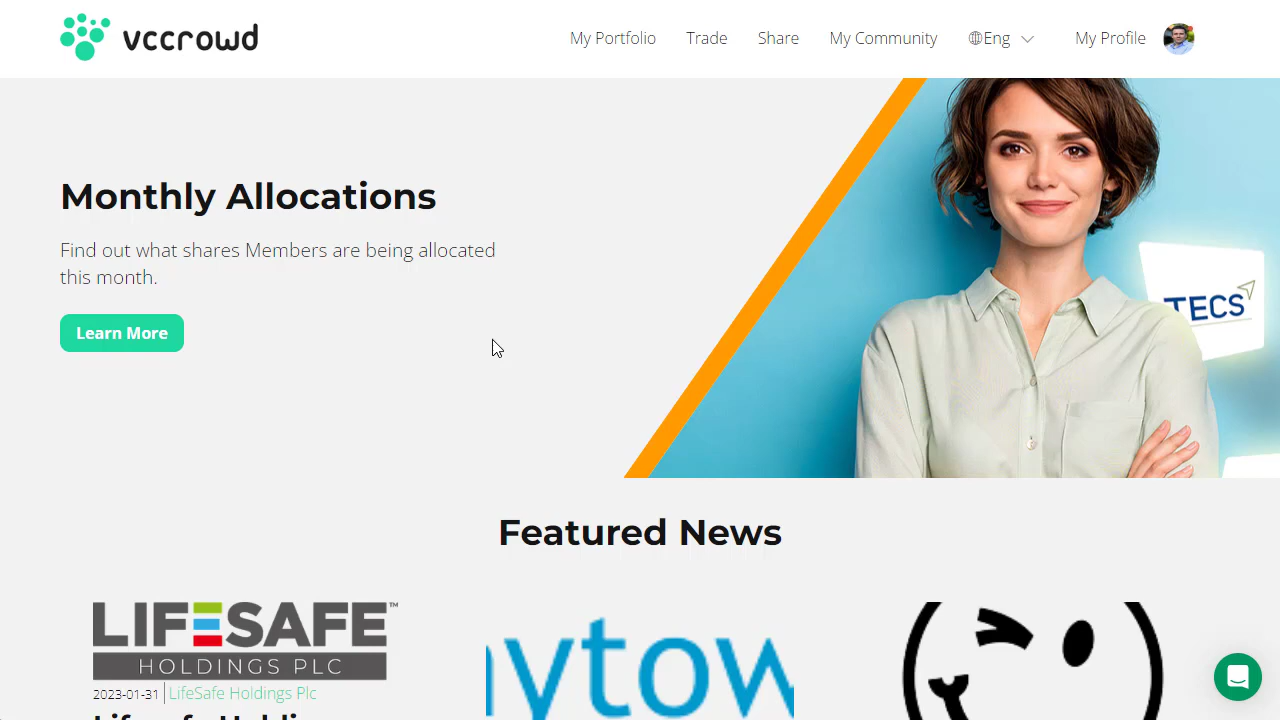 vccrowd
My Portfolio
Trade
Share
My Community
Eng
My Profile
Monthly Allocations
Find out what shares Members are being allocated
this month.
Learn More
TECS
Featured News
LIFESAFE™
HOLDINGS PLC
2023-01-31
LifeSafe Holdings Plc